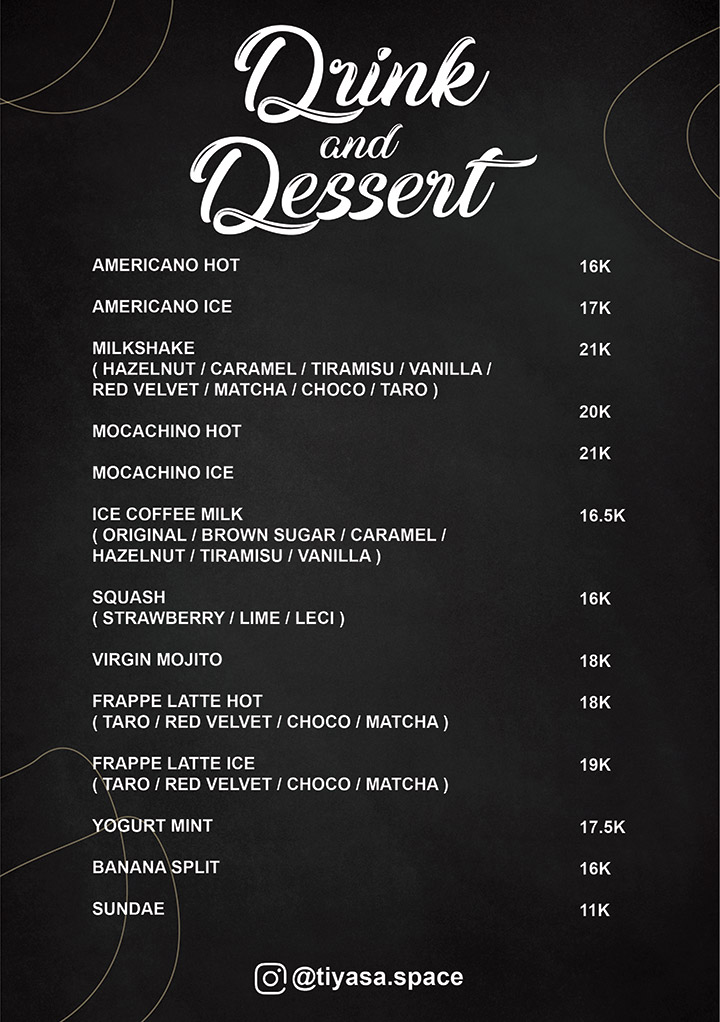 Drink
and
Dessert
AMERICANO HOT 16K
AMERICANO ICE 17K
MILKSHAKE 21K
( HAZELNUT / CARAMEL / TIRAMISU / VANILLA /
RED VELVET / MATCHA / CHOCO / TARO )
20K
MOCACHINO HOT
21K
MOCACHINO ICE
ICE COFFEE MILK 16.5K
( ORIGINAL / BROWN SUGAR / CARAMEL /
HAZELNUT / TIRAMISU / VANILLA )
SQUASH 16K
( STRAWBERRY / LIME / LECI )
VIRGIN MOJITO 18K
FRAPPE LATTE HOT 18K
( TARO / RED VELVET / CHOCO / MATCHA )
FRAPPE LATTE ICE 19K
( TARO / RED VELVET / CHOCO / MATCHA )
YOGURT MINT 17.5K
BANANA SPLIT 16K
SUNDAE 11K
@tiyasa.space